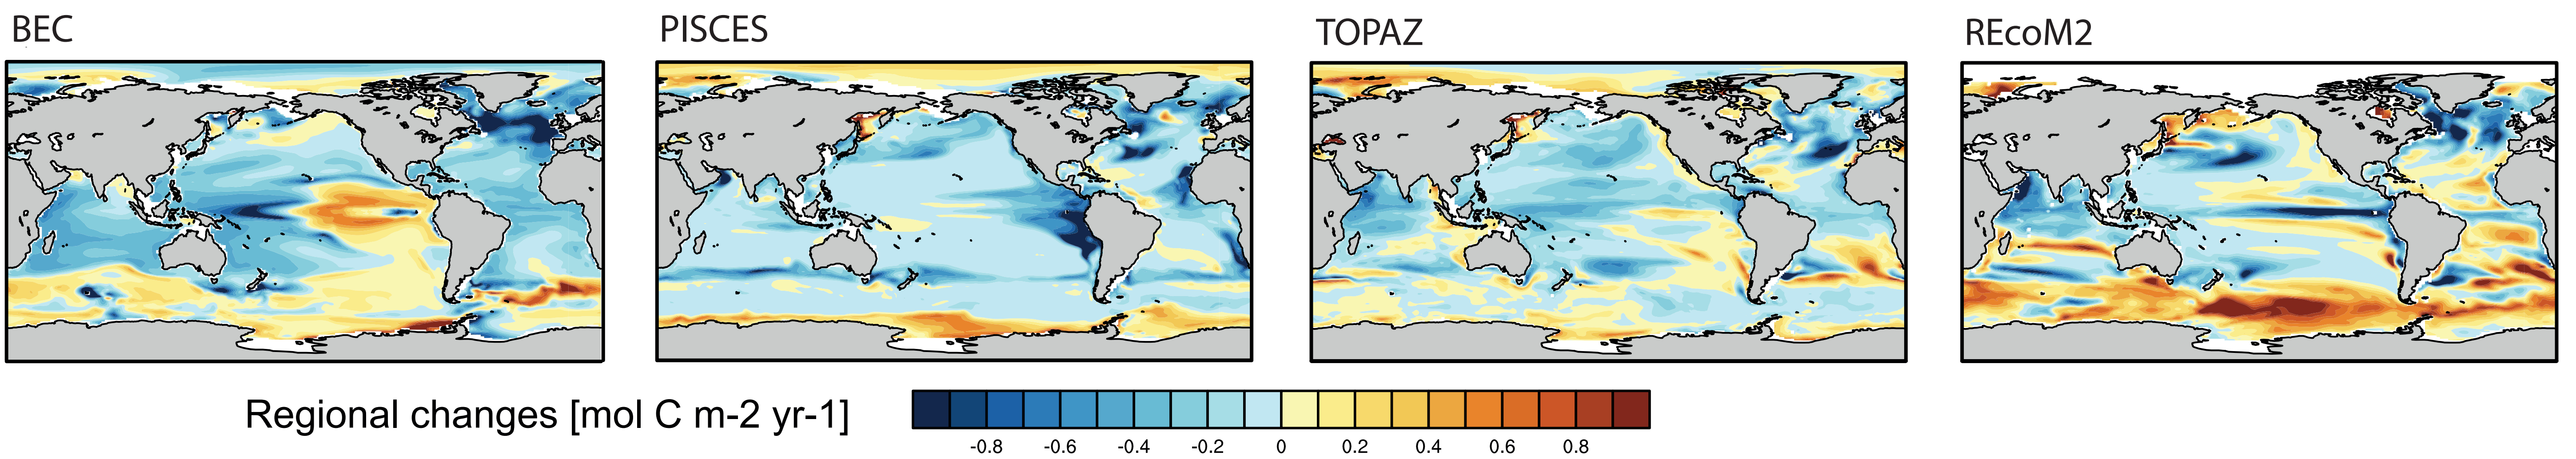 BEC PISCES TOPAZ REcoM2
Regional changes [mol C m-2 yr-1]
-0.8 -0.6 -0.4 -0.2 0 0.2 0.4 0.6 0.8